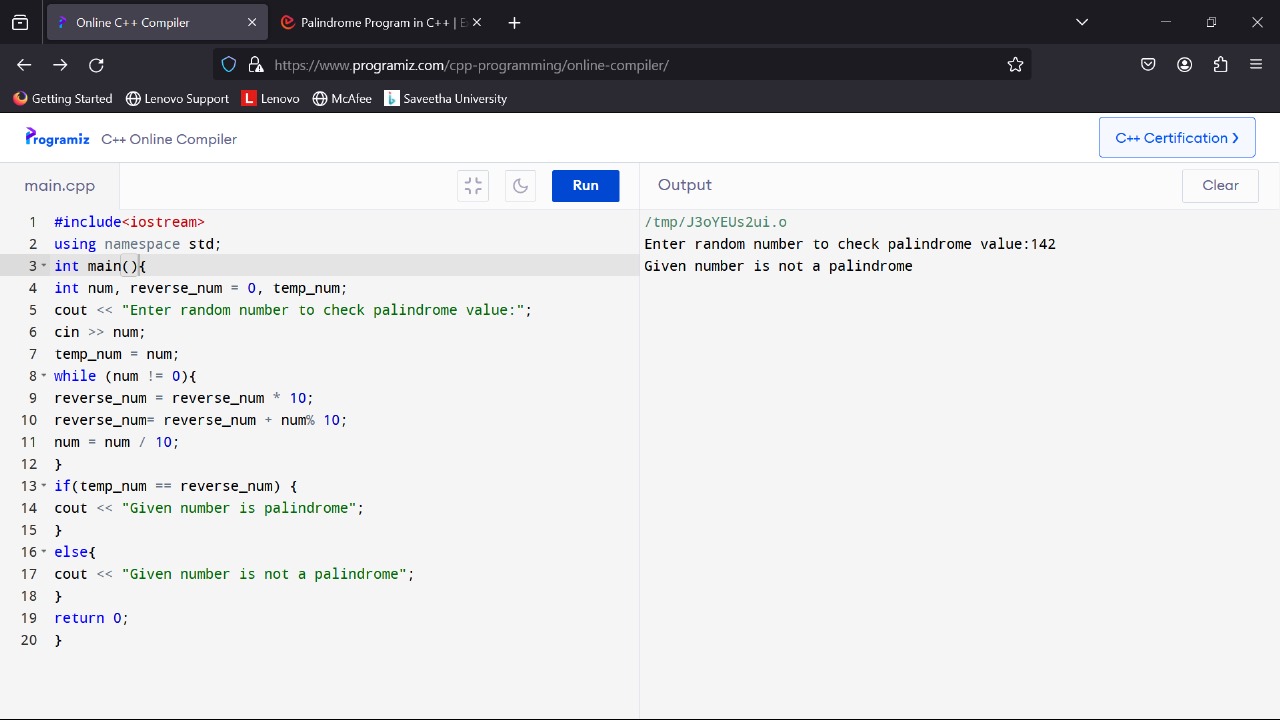 Online C++ Compiler
Palindrome Program in C++ |
https://www.programiz.com/cpp-programming/online-compiler/
Getting Started Lenovo Support L Lenovo McAfee Saveetha University
Programiz C++ Online Compiler C++ Certification ❯
main.cpp Run Output Clear
1 #include<iostream>
2 using namespace std;
3 int main(){
4 int num, reverse_num = 0, temp_num;
5 cout << "Enter random number to check palindrome value:";
6 cin >> num;
7 temp_num = num;
8 while (num != 0){
9 reverse_num = reverse_num * 10;
10 reverse_num= reverse_num + num% 10;
11 num = num / 10;
12 }
13 if(temp_num == reverse_num) {
14 cout << "Given number is palindrome";
15 }
16 else{
17 cout << "Given number is not a palindrome";
18 }
19 return 0;
20 }
/tmp/J3oYEUs2ui.o
Enter random number to check palindrome value:142
Given number is not a palindrome